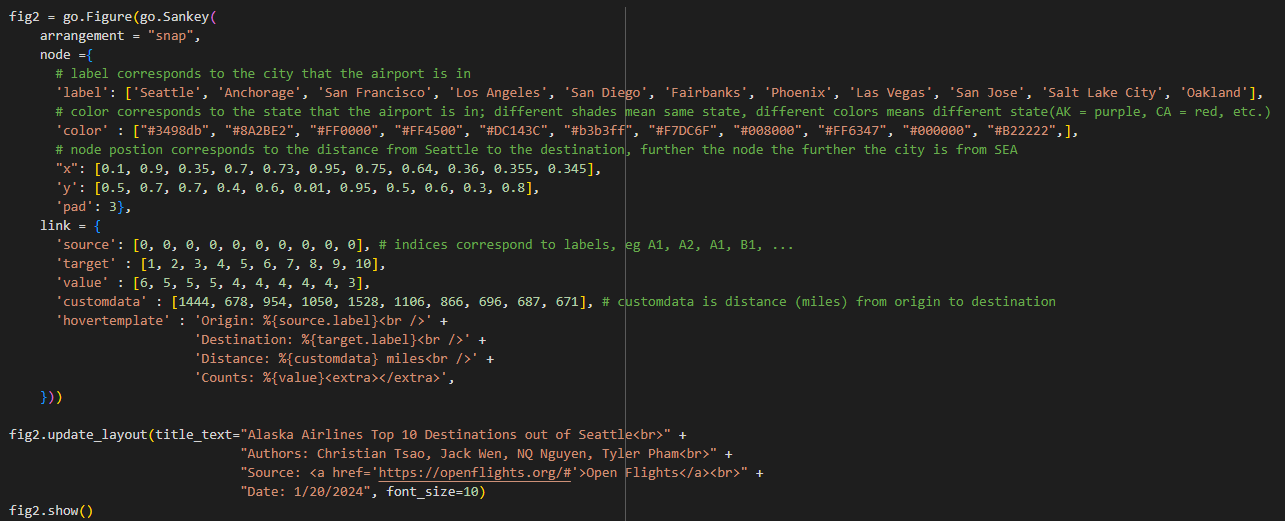 fig2 = go.Figure(go.Sankey(
    arrangement = "snap",
    node ={
      # label corresponds to the city that the airport is in
      'label': ['Seattle', 'Anchorage', 'San Francisco', 'Los Angeles', 'San Diego', 'Fairbanks', 'Phoenix', 'Las Vegas', 'San Jose', 'Salt Lake City', 'Oakland'],
      # color corresponds to the state that the airport is in; different shades mean same state, different colors means different state(AK = purple, CA = red, etc.)
      'color' : ["#3498db", "#8A2BE2", "#FF0000", "#FF4500", "#DC143C", "#b3b3ff", "#F7DC6F", "#008000", "#FF6347", "#000000", "#B22222",],
      # node postion corresponds to the distance from Seattle to the destination, further the node the further the city is from SEA
      "x": [0.1, 0.9, 0.35, 0.7, 0.73, 0.95, 0.75, 0.64, 0.36, 0.355, 0.345],
      'y': [0.5, 0.7, 0.7, 0.4, 0.6, 0.01, 0.95, 0.5, 0.6, 0.3, 0.8],
      'pad': 3},
    link = {
      'source': [0, 0, 0, 0, 0, 0, 0, 0, 0, 0], # indices correspond to labels, eg A1, A2, A1, B1, ...
      'target' : [1, 2, 3, 4, 5, 6, 7, 8, 9, 10],
      'value' : [6, 5, 5, 5, 4, 4, 4, 4, 4, 3],
      'customdata' : [1444, 678, 954, 1050, 1528, 1106, 866, 696, 687, 671], # customdata is distance (miles) from origin to destination
      'hovertemplate' : 'Origin: %{source.label}<br />' +
                       'Destination: %{target.label}<br />' +
                       'Distance: %{customdata} miles<br />' +
                       'Counts: %{value}<extra></extra>',
    }))
fig2.update_layout(title_text="Alaska Airlines Top 10 Destinations out of Seattle<br>" +
                             "Authors: Christian Tsao, Jack Wen, NQ Nguyen, Tyler Pham<br>" +
                             "Source: <a href='https://openflights.org/#'>Open Flights</a><br>" +
                             "Date: 1/20/2024", font_size=10)
fig2.show()